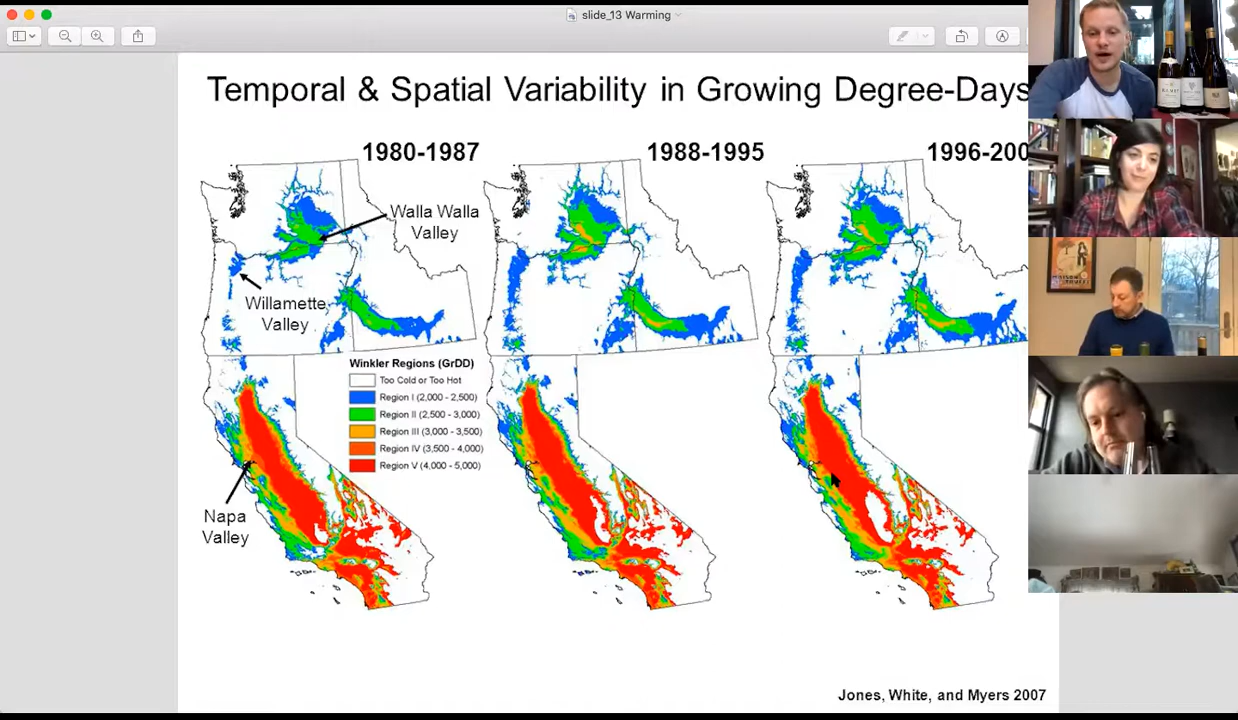 slide_13 Warming
Temporal & Spatial Variability in Growing Degree-Days
1980-1987
1988-1995
1996-200
Walla Walla
Valley
Willamette
Valley
Winkler Regions (GrDD)
Too Cold or Too Hot
Region I (2,000 - 2,500)
Region II (2,500 - 3,000)
Region III (3,000 - 3,500)
Region IV (3,500 - 4,000)
Region V (4,000 - 5,000)
Napa
Valley
Jones, White, and Myers 2007